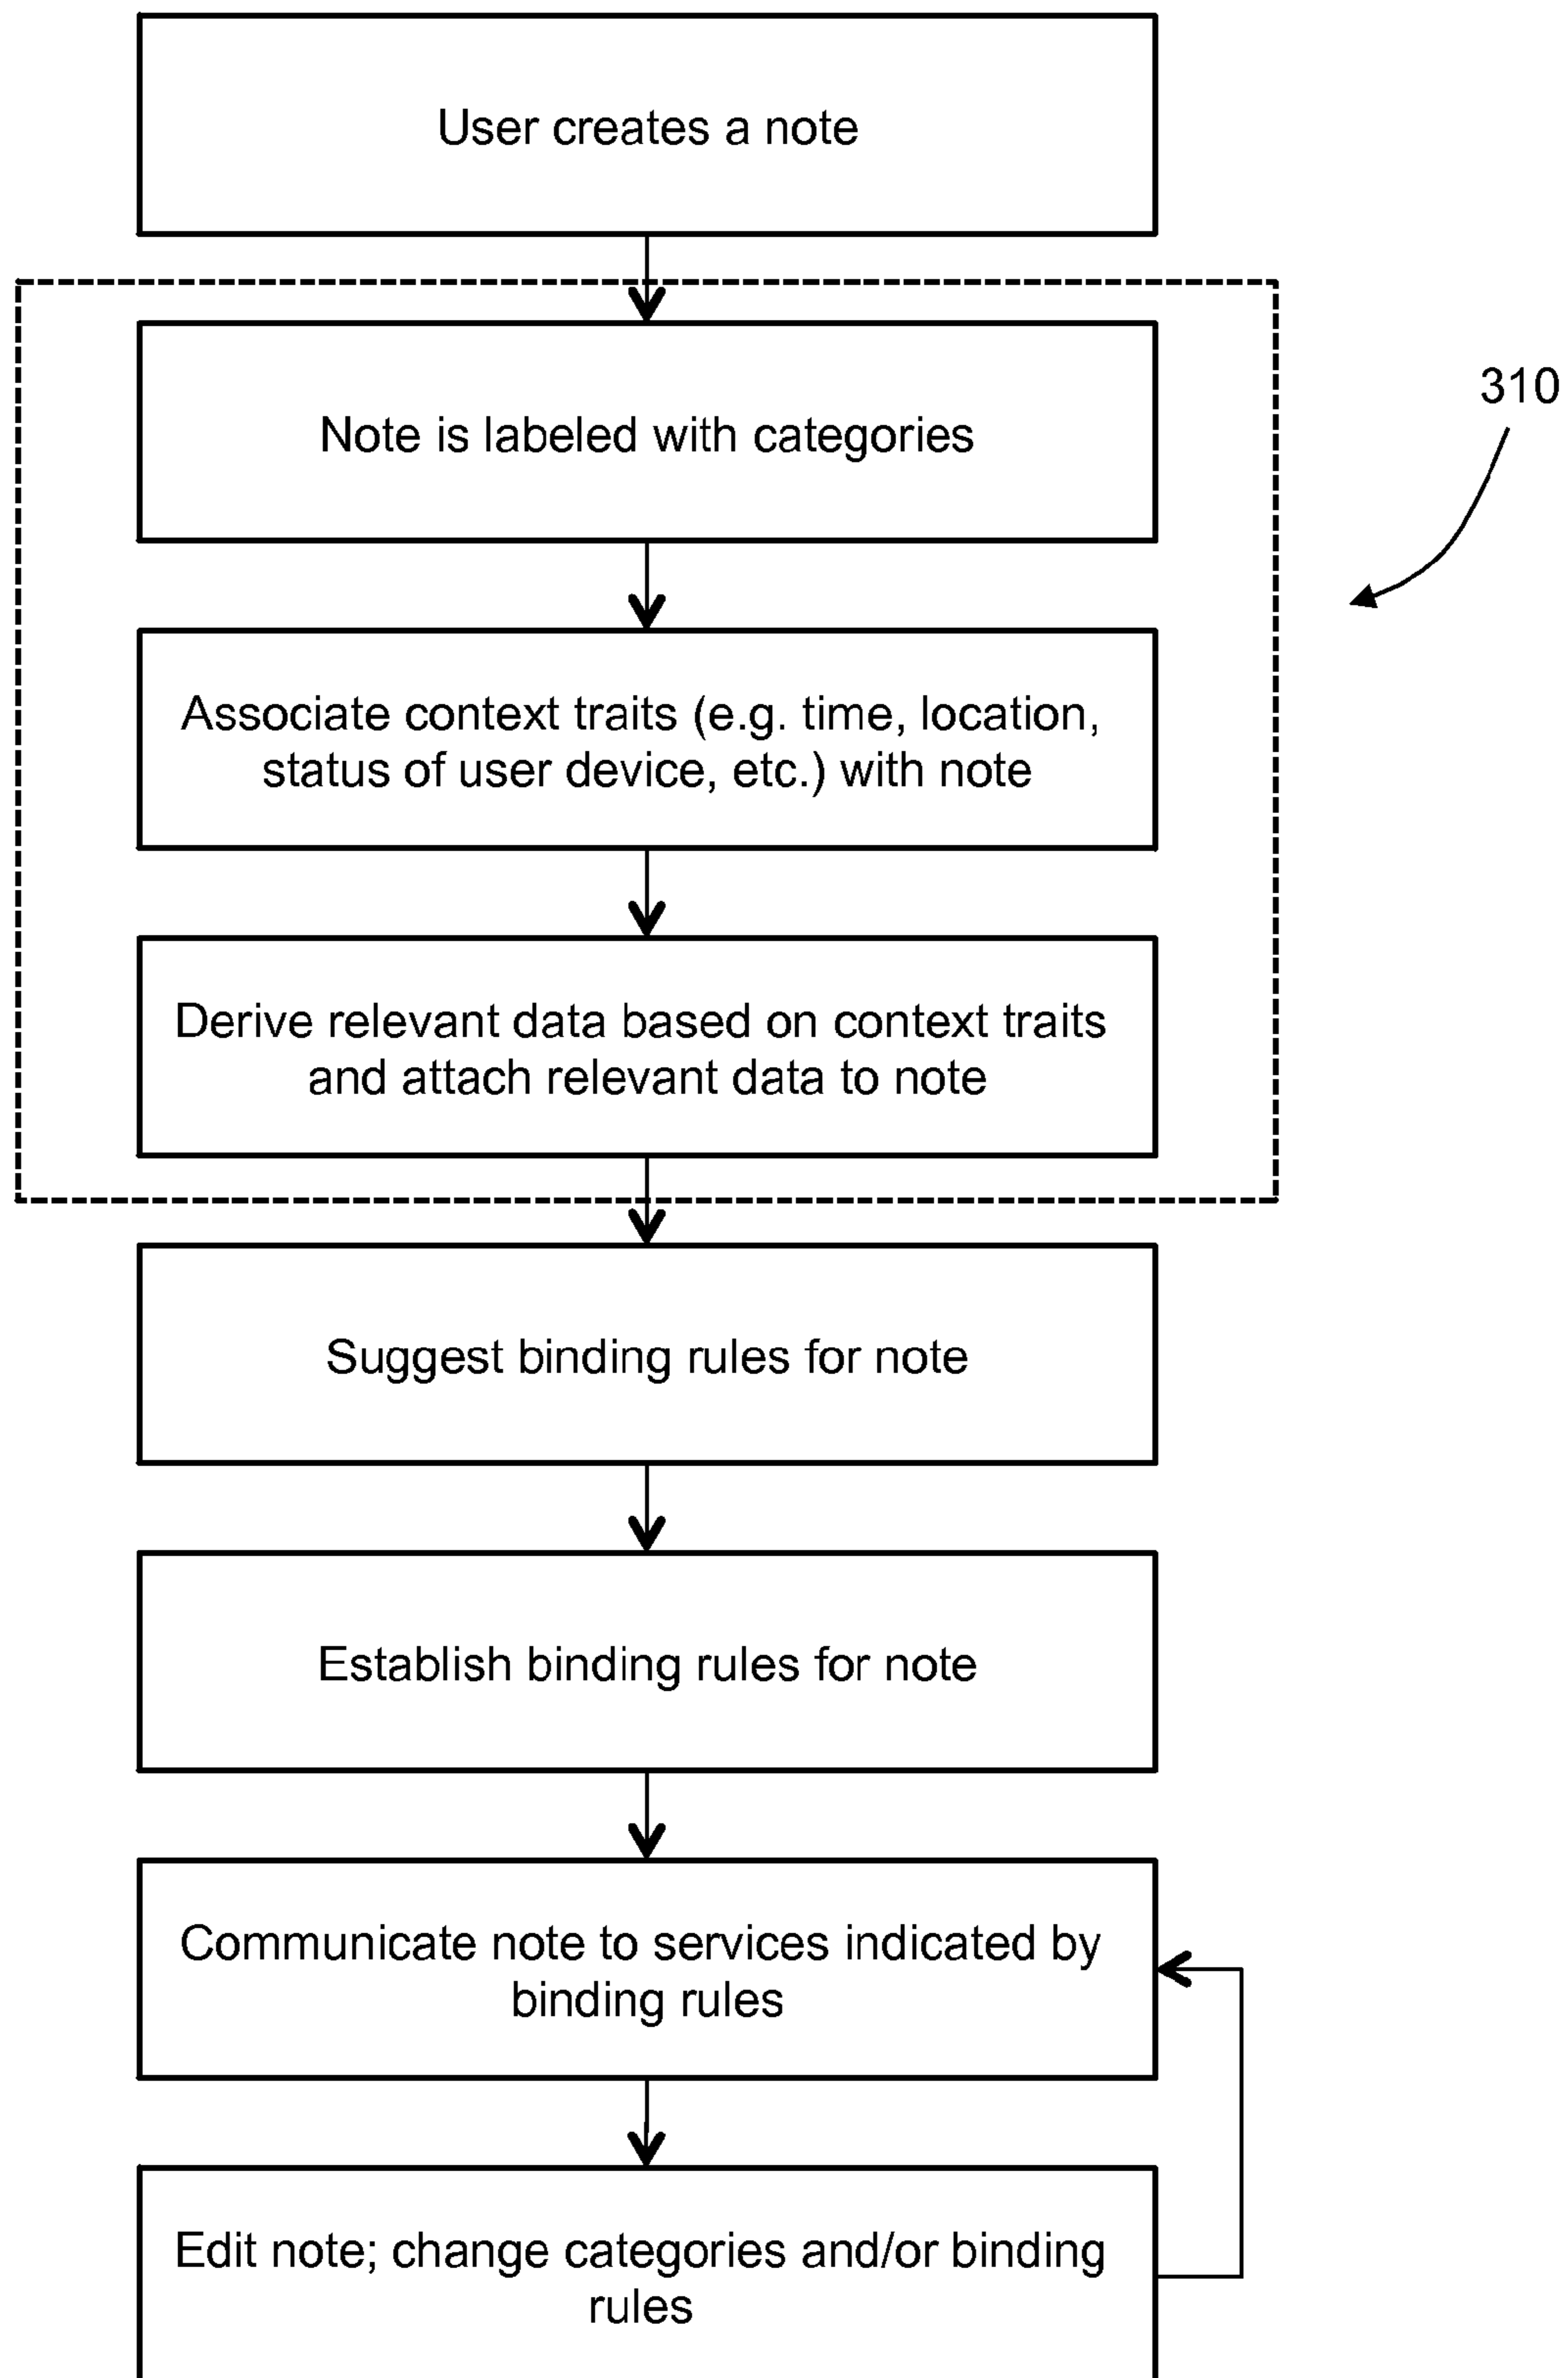 User creates a note
310
Note is labeled with categories
Associate context traits (e.g. time, location,
status of user device, etc.) with note
Derive relevant data based on context traits
and attach relevant data to note
Suggest binding rules for note
Establish binding rules for note
Communicate note to services indicated by
binding rules
Edit note; change categories and/or binding
rules